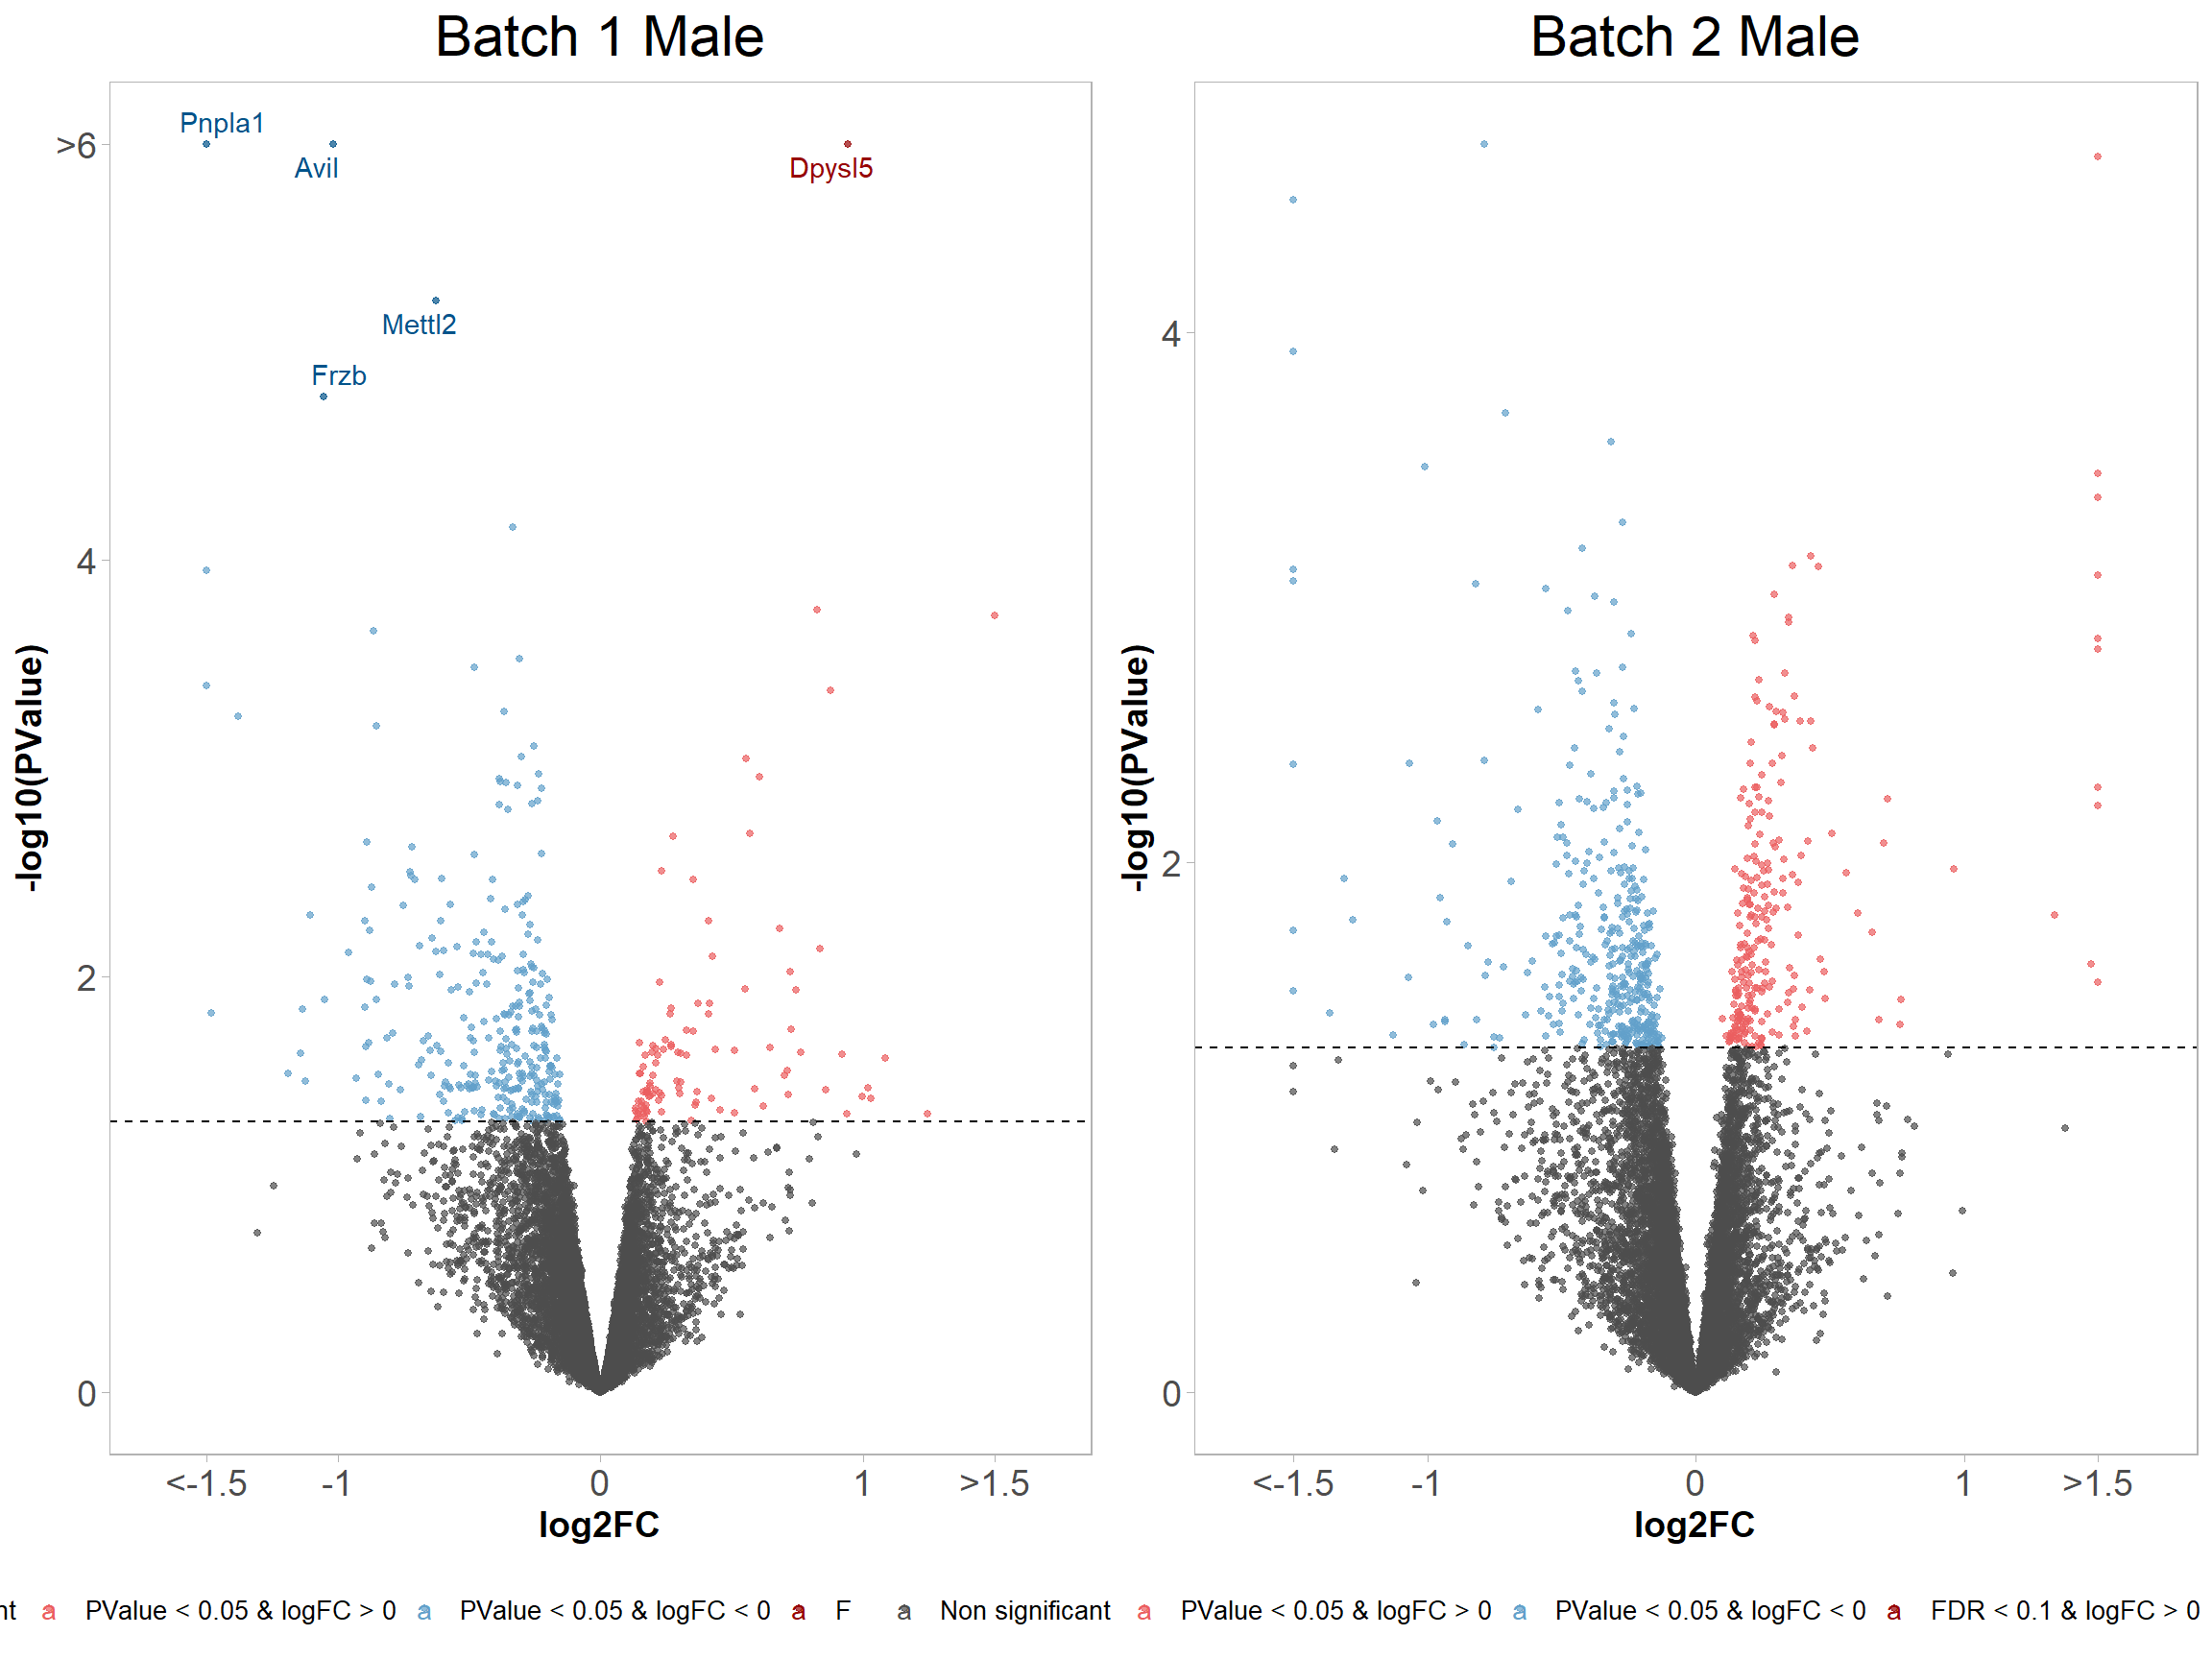 Batch 1 Male
Batch 2 Male
-log10(PValue)
>6
4
2
0
Pnpla1
Avil
Dpysl5
Mettl2
Frzb
<-1.5 -1 0 1 >1.5
log2FC
-log10(PValue)
4
2
0
<-1.5 -1 0 1 >1.5
log2FC
nt a PValue < 0.05 & logFC > 0 a PValue < 0.05 & logFC < 0 a F
a Non significant a PValue < 0.05 & logFC > 0 a PValue < 0.05 & logFC < 0 a FDR < 0.1 & logFC > 0